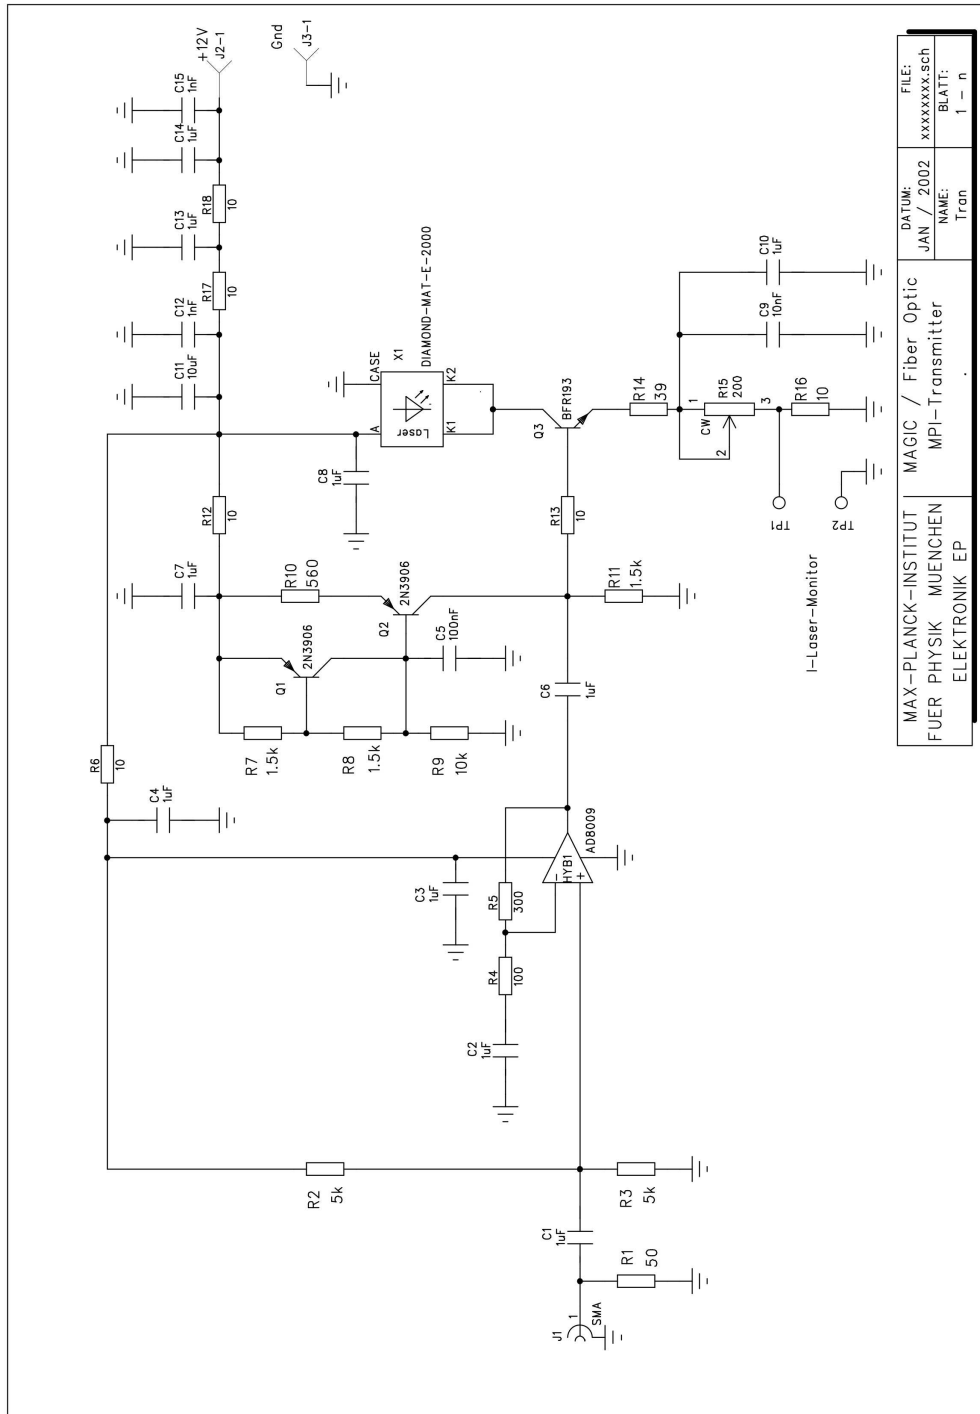 +12V
J2-1
Gnd
J3-1
C15
1nF
C14
1uF
R18
10
C13
1uF
R17
10
C12
1nF
C11
10uF
R12
10
C7
1uF
R6
10
C4
1uF
C3
1uF
C8
1uF
A
CASE
X1
DIAMOND-MAT-E-2000
Laser
K1
K2
Q3
BFR193
R14
39
1
CW
2
R15
200
3
R16
10
C9
10nF
C10
1uF
TP1
TP2
I-Laser-Monitor
R10
560
Q2
2N3906
Q1
2N3906
C5
100nF
R7
1.5k
R8
1.5k
R9
10k
R13
10
R11
1.5k
C6
1uF
HYB1
-
+
AD8009
R5
300
R4
100
C2
1uF
R2
5k
R3
5k
C1
1uF
R1
50
J1
1
SMA
MAX-PLANCK-INSTITUT
FUER PHYSIK MUENCHEN
ELEKTRONIK EP
MAGIC / Fiber Optic
MPI-Transmitter
DATUM:
JAN / 2002
NAME:
Tran
FILE:
xxxxxxxx.sch
BLATT:
1 - n